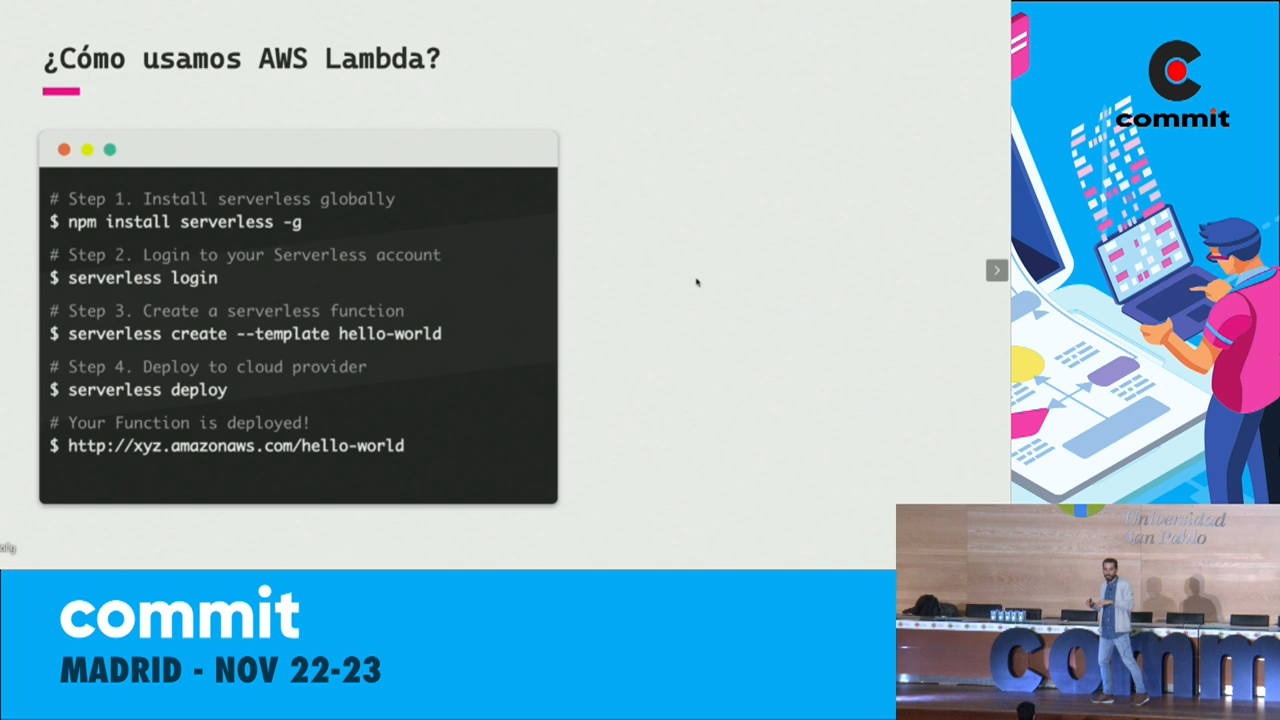 ¿Cómo usamos AWS Lambda?
# Step 1. Install serverless globally
$ npm install serverless -g
# Step 2. Login to your Serverless account
$ serverless login
# Step 3. Create a serverless function
$ serverless create --template hello-world
# Step 4. Deploy to cloud provider
$ serverless deploy
# Your Function is deployed!
$ http://xyz.amazonaws.com/hello-world
commit
commit
MADRID - NOV 22-23
Universidad
San Pablo
comm